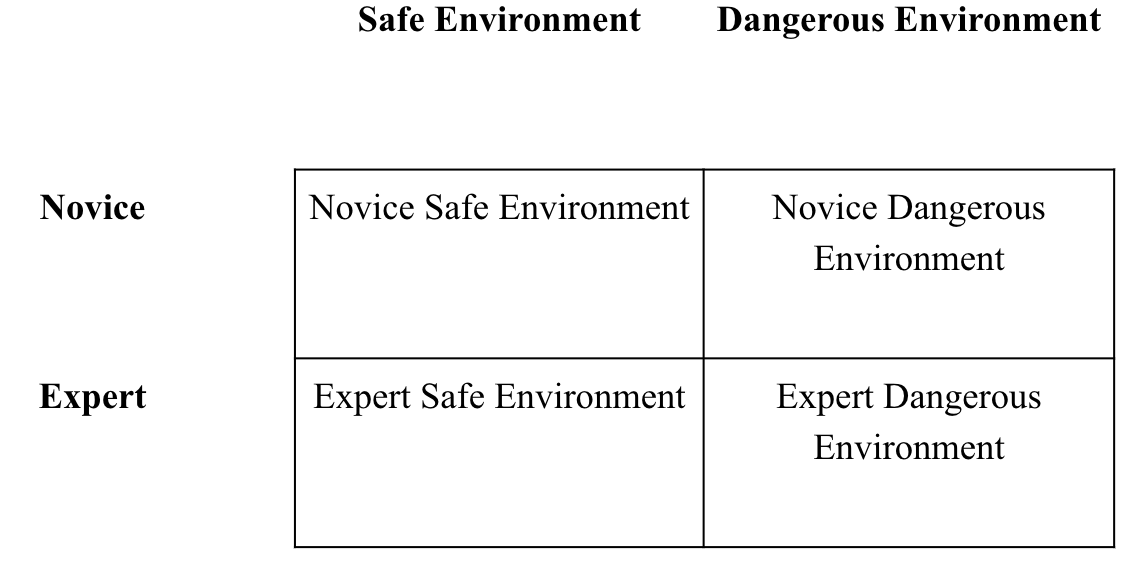 Safe Environment Dangerous Environment
Novice Novice Safe Environment Novice Dangerous
Environment
Expert Expert Safe Environment Expert Dangerous
Environment